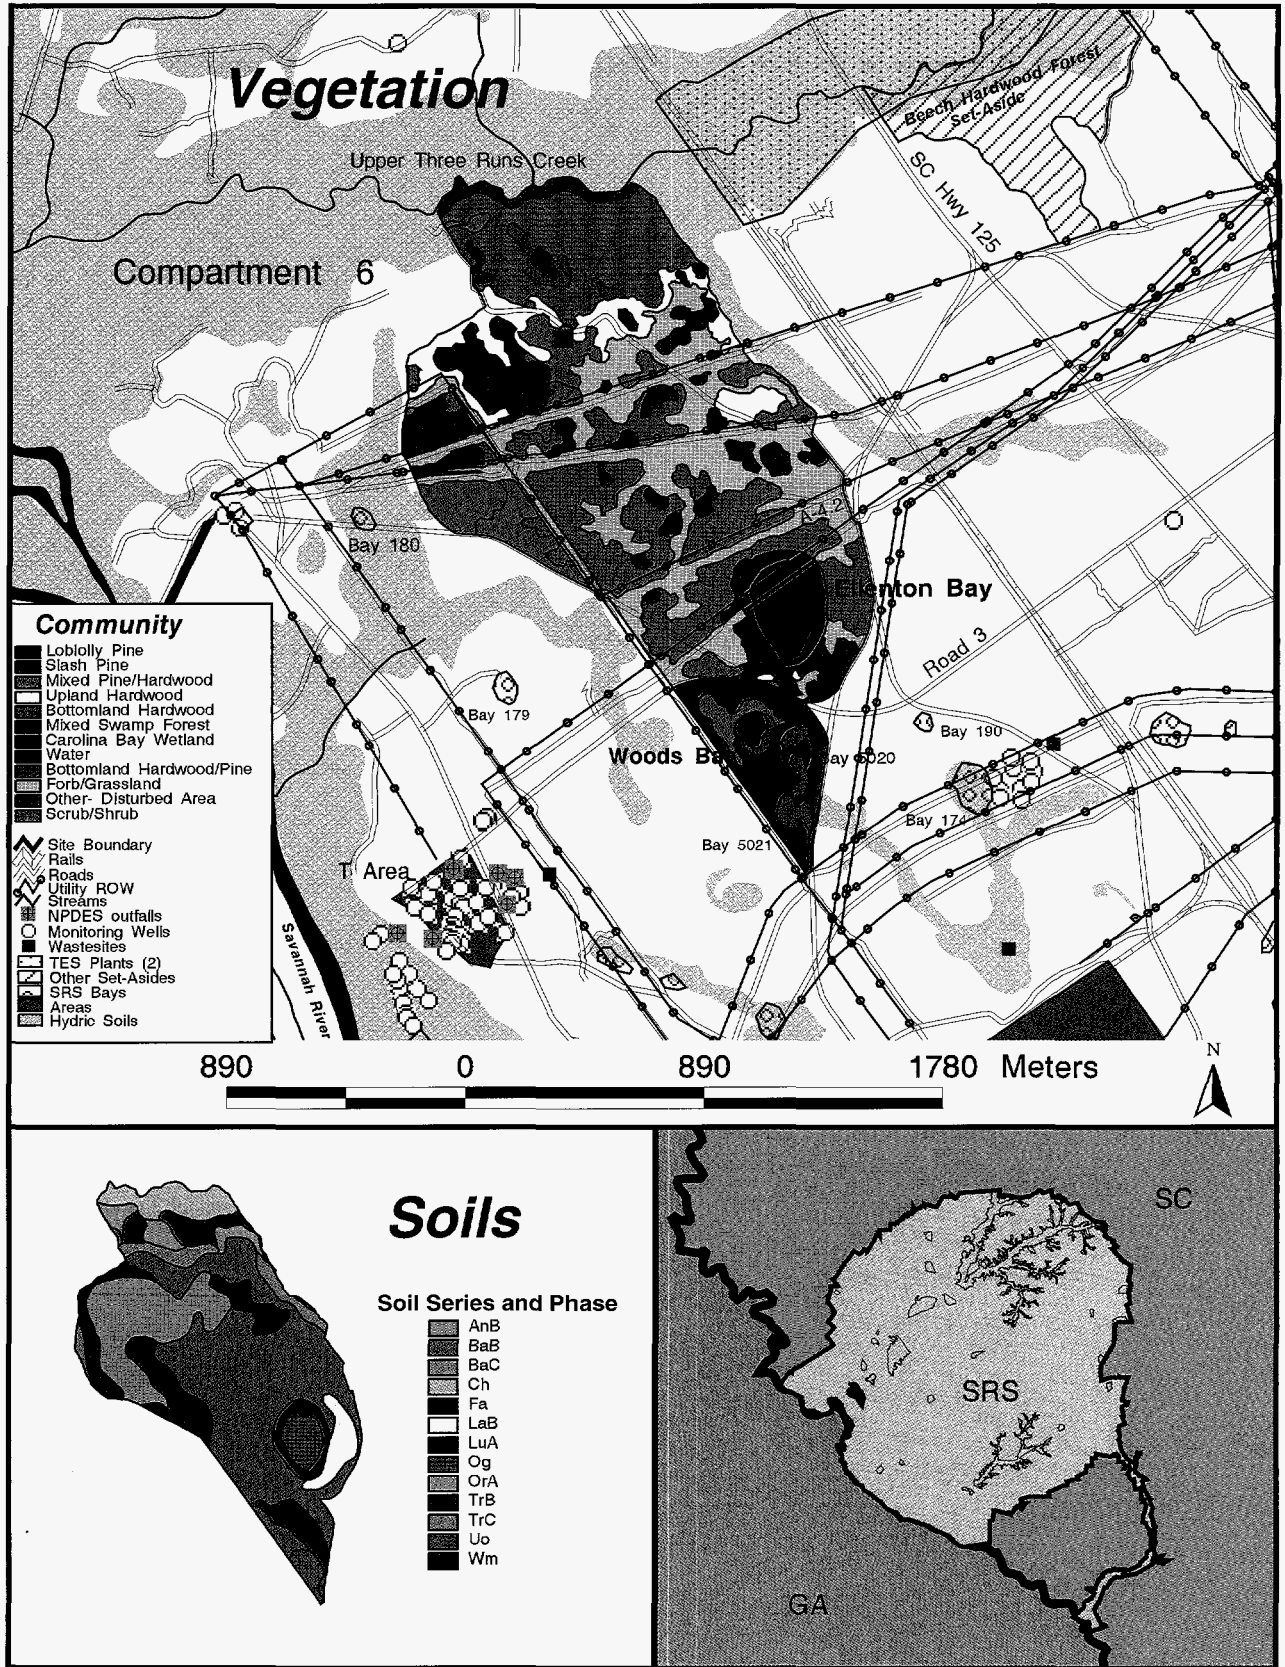 Vegetation
Beech Hardwood Forest
Set-Aside
Upper Three Runs Creek
SC Hwy 125
Compartment 6
A-4.2
Bay 180
Ellenton Bay
Road 3
Bay 179
Bay 190
Woods Bay
Bay 5020
Bay 174
Bay 5021
T Area
Savannah River
Community
Loblolly Pine
Slash Pine
Mixed Pine/Hardwood
Upland Hardwood
Bottomland Hardwood
Mixed Swamp Forest
Carolina Bay Wetland
Water
Bottomland Hardwood/Pine
Forb/Grassland
Other- Disturbed Area
Scrub/Shrub
Site Boundary
Rails
Roads
Utility ROW
Streams
NPDES outfalls
Monitoring Wells
Wastesites
TES Plants (2)
Other Set-Asides
SRS Bays
Areas
Hydric Soils
890 0 890 1780 Meters
N
Soils
Soil Series and Phase
AnB
BaB
BaC
Ch
Fa
LaB
LuA
Og
OrA
TrB
TrC
Uo
Wm
SC
SRS
GA